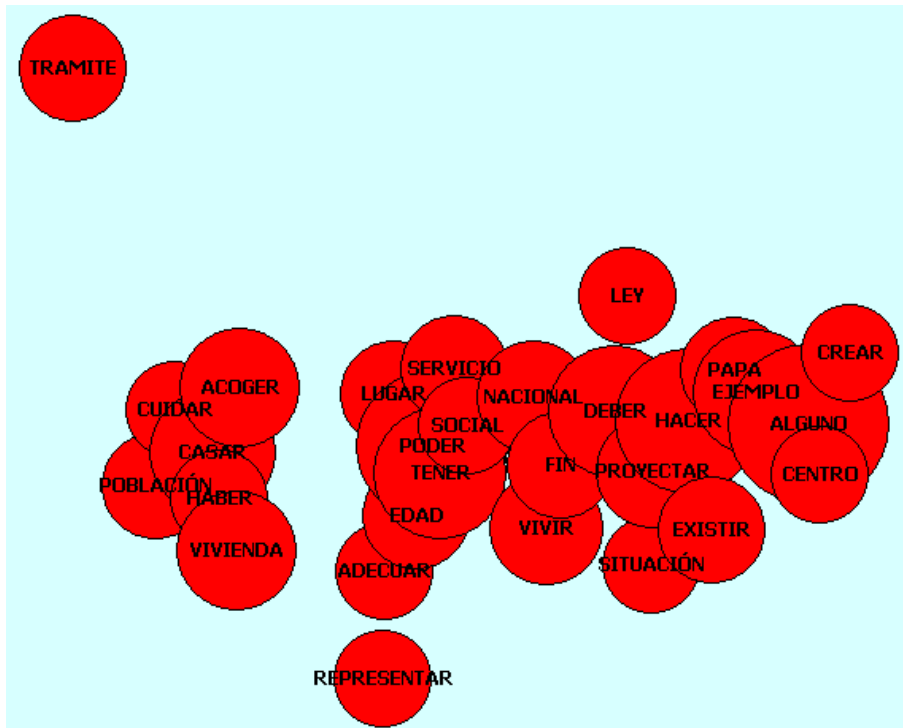 TRAMITE
LEY
CREAR
SERVICIO
PAPA
ACOGER
LUGAR
EJEMPLO
NACIONAL
CUIDAR
DEBER
HACER
ALGUNO
SOCIAL
PODER
CASAR
FIN
TENER
PROYECTAR
CENTRO
POBLACIÓN
HABER
EDAD
VIVIR
EXISTIR
VIVIENDA
SITUACIÓN
ADECUAR
REPRESENTAR